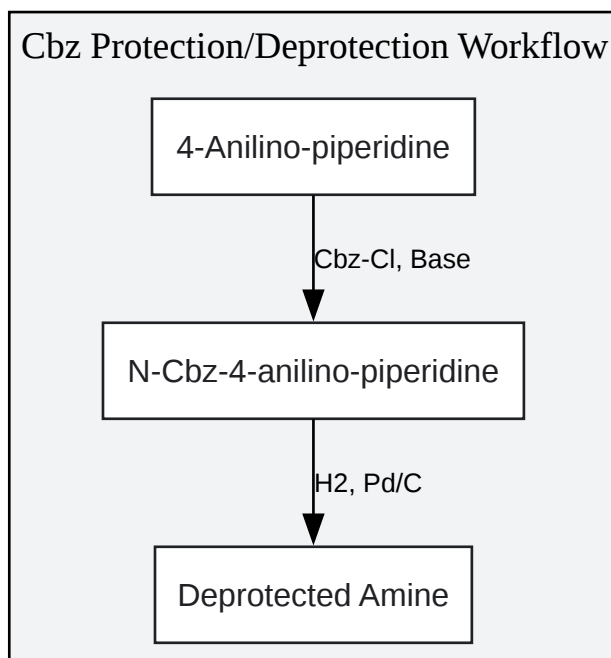 Cbz Protection/Deprotection Workflow
4-Anilino-piperidine
Cbz-Cl, Base
N-Cbz-4-anilino-piperidine
H2, Pd/C
Deprotected Amine